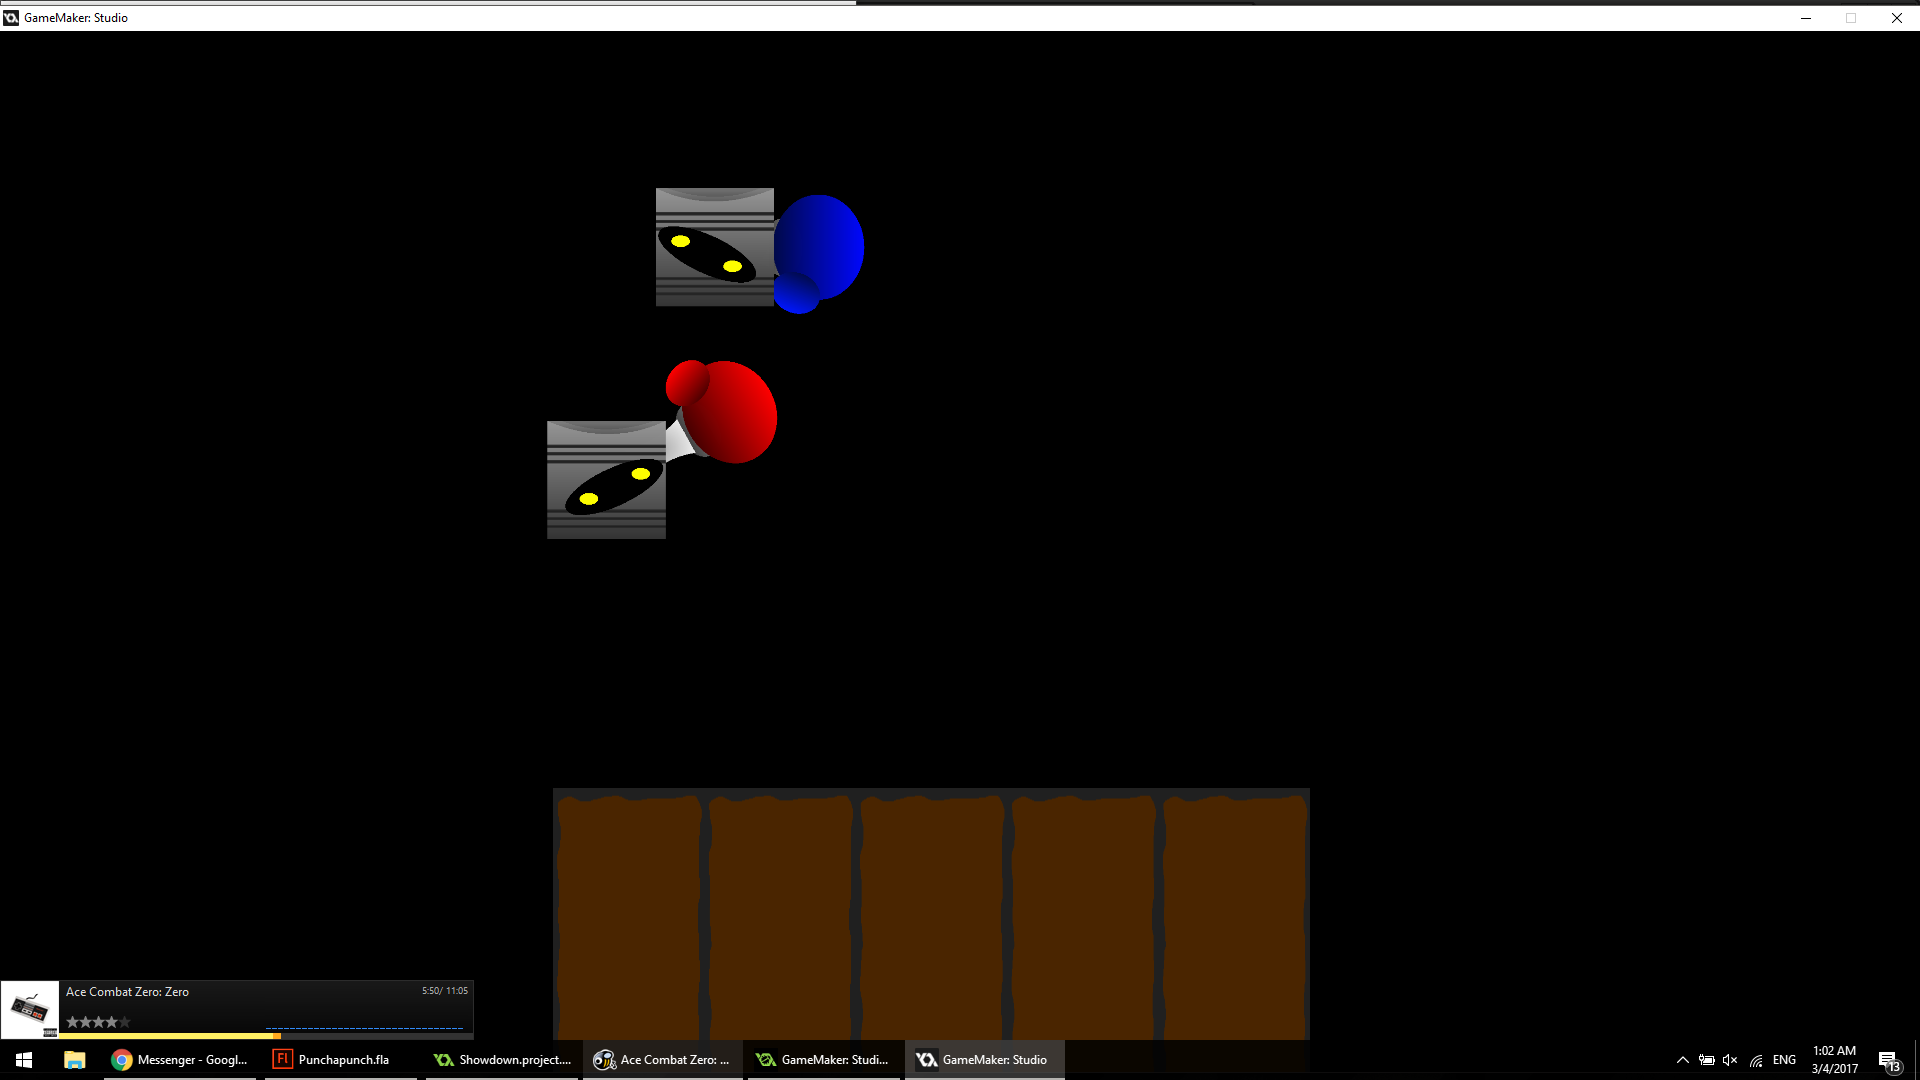 GameMaker: Studio
Ace Combat Zero: Zero
5:50/ 11:05
Messenger - Googl...
Fl
Punchapunch.fla
Showdown.project....
Ace Combat Zero: ...
GameMaker: Studi...
GameMaker: Studio
ENG
1:02 AM
3/4/2017
13